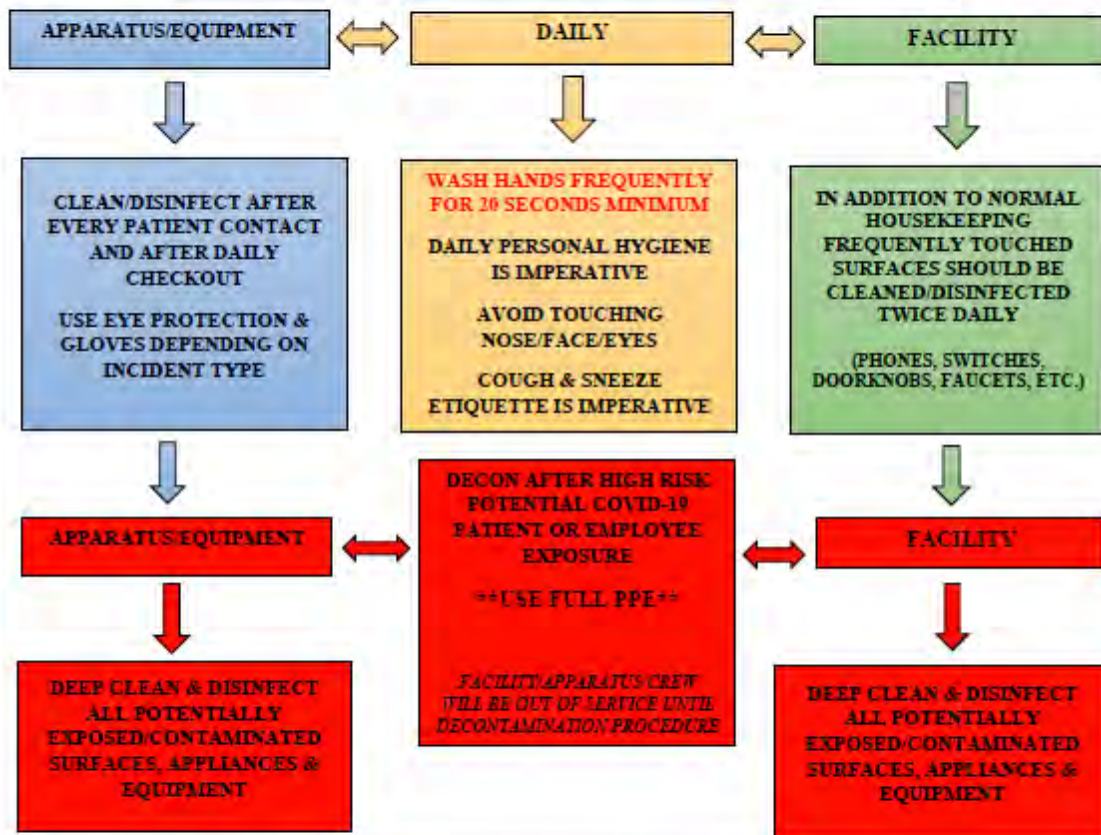 APPARATUS/EQUIPMENT
DAILY
FACILITY
CLEAN/DISINFECT AFTER
EVERY PATIENT CONTACT
AND AFTER DAILY
CHECKOUT
USE EYE PROTECTION &
GLOVES DEPENDING ON
INCIDENT TYPE
WASH HANDS FREQUENTLY
FOR 20 SECONDS MINIMUM
DAILY PERSONAL HYGIENE
IS IMPERATIVE
AVOID TOUCHING
NOSE/FACE/EYES
COUGH & SNEEZE
ETIQUETTE IS IMPERATIVE
IN ADDITION TO NORMAL
HOUSEKEEPING
FREQUENTLY TOUCHED
SURFACES SHOULD BE
CLEANED/DISINFECTED
TWICE DAILY
(PHONES, SWITCHES,
DOORKNOBS, FAUCETS, ETC.)
APPARATUS/EQUIPMENT
DECON AFTER HIGH RISK
POTENTIAL COVID-19
PATIENT OR EMPLOYEE
EXPOSURE
**USE FULL PPE**
FACILITY/APPARATUS/CREW
WILL BE OUT OF SERVICE UNTIL
DECONTAMINATION PROCEDURE
FACILITY
DEEP CLEAN & DISINFECT
ALL POTENTIALLY
EXPOSED/CONTAMINATED
SURFACES, APPLIANCES &
EQUIPMENT
DEEP CLEAN & DISINFECT
ALL POTENTIALLY
EXPOSED/CONTAMINATED
SURFACES, APPLIANCES &
EQUIPMENT